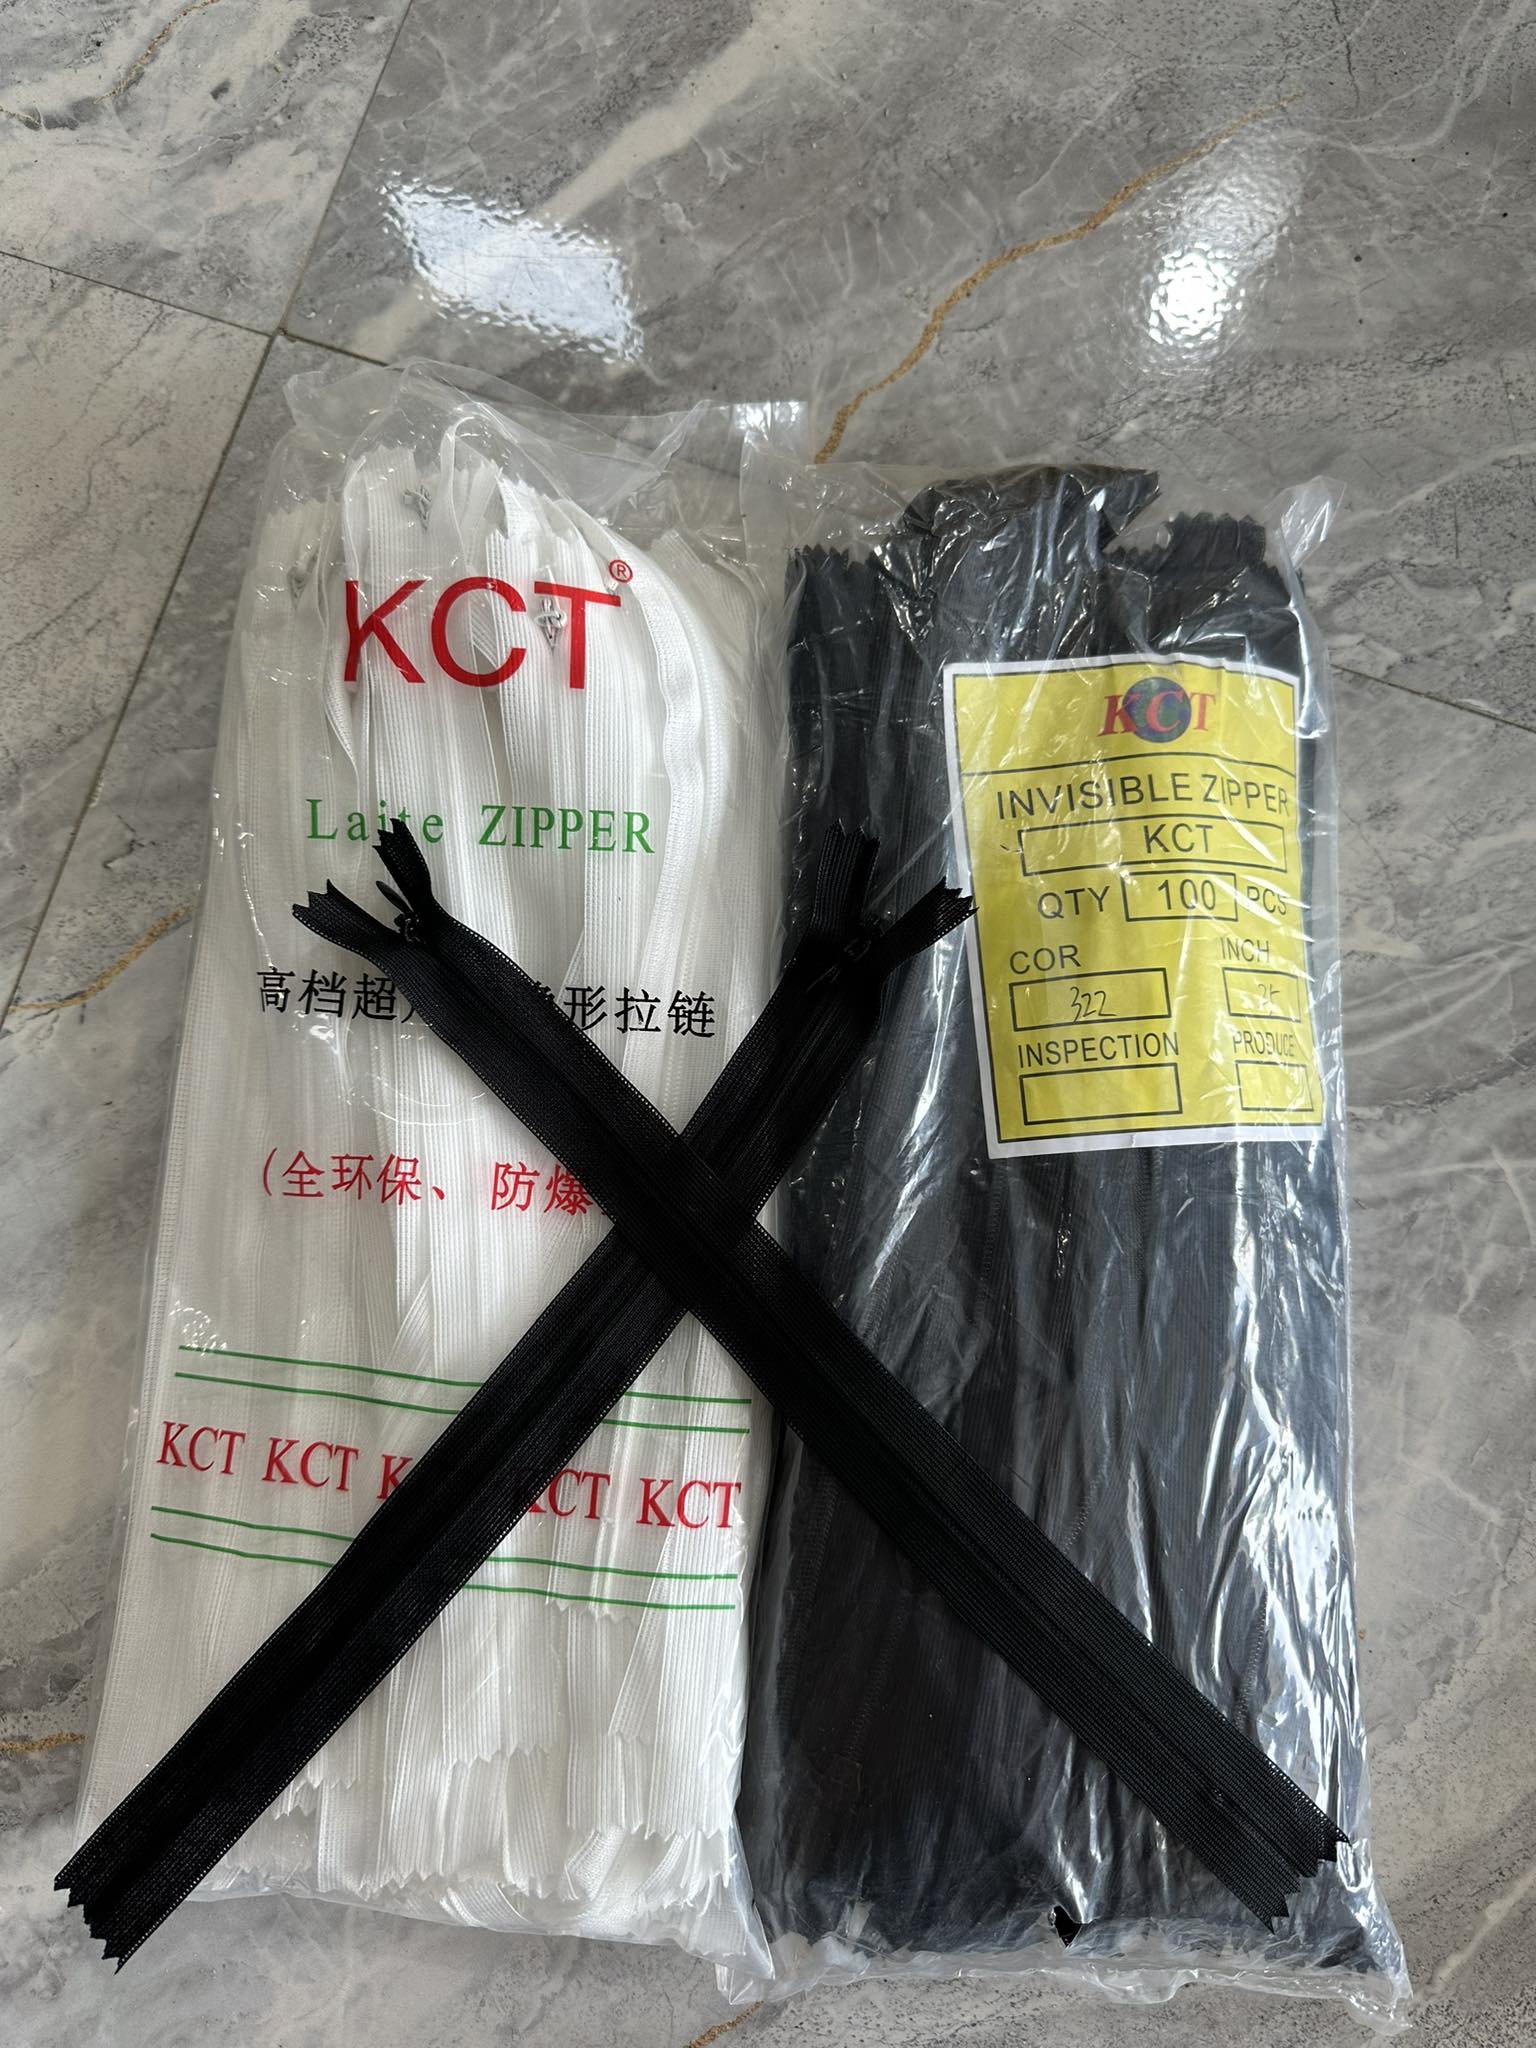 KCT®
Laite ZIPPER
高档超 形拉链
(全环保、防爆
KCT KCT K KCT KCT
KCT
INVISIBLE ZIPPER
KCT
QTY 100 PCS
COR INCH
322
INSPECTION PRODUCE